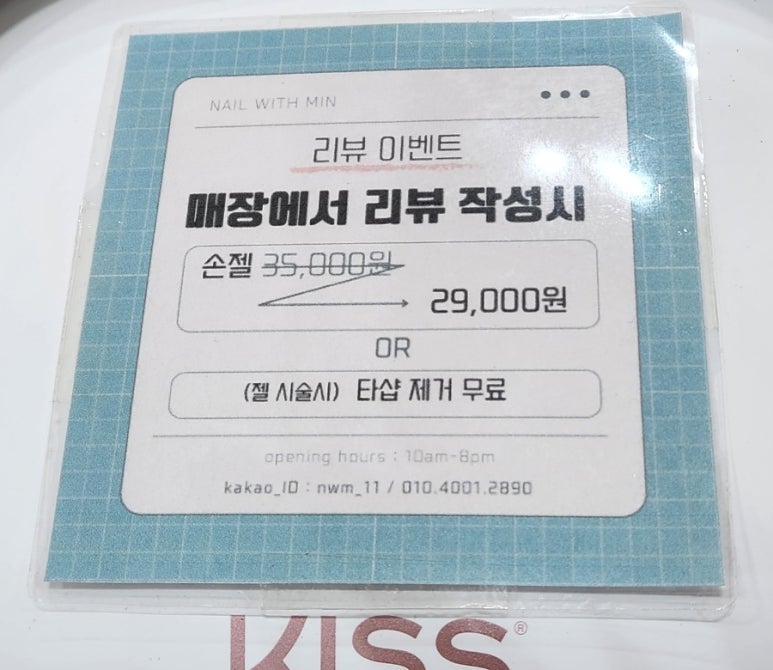 NAIL WITH MIN
리뷰 이벤트
매장에서 리뷰 작성시
손젤 35,000원
29,000원
OR
(젤 시술시) 타샵 제거 무료
opening hours : 10am-8pm
kakao_ID : nwm_11 / 010.4001.2890
KISS®